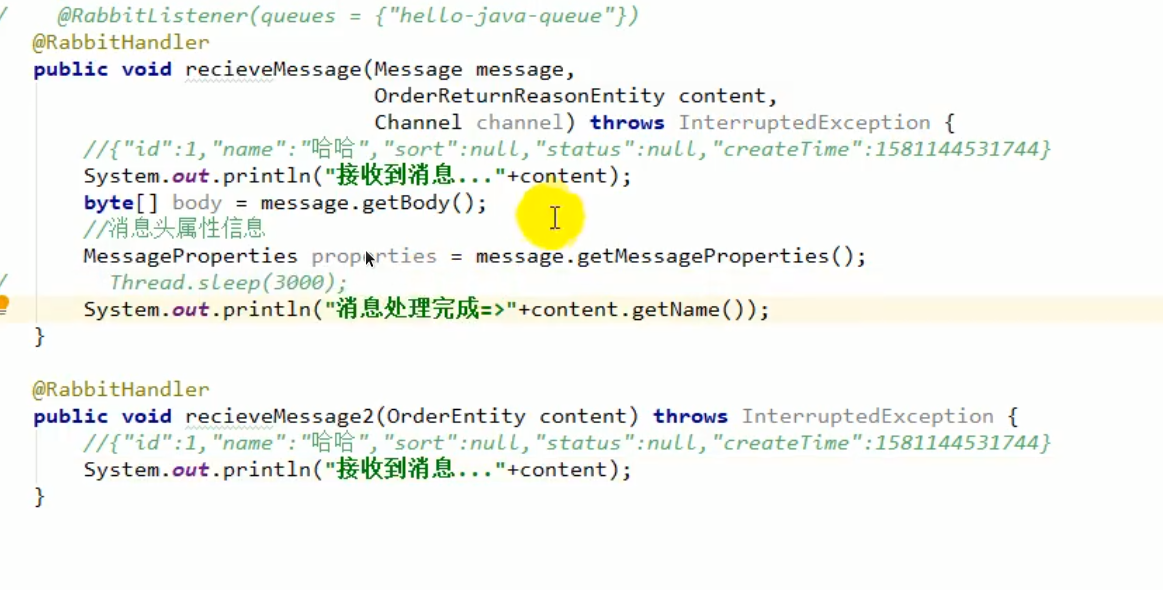 /    @RabbitListener(queues = {"hello-java-queue"})
@RabbitHandler
public void recieveMessage(Message message,
                           OrderReturnReasonEntity content,
                           Channel channel) throws InterruptedException {
    //{"id":1,"name":"哈哈","sort":null,"status":null,"createTime":1581144531744}
    System.out.println("接收到消息..."+content);
    byte[] body = message.getBody();
    //消息头属性信息
    MessageProperties properties = message.getMessageProperties();
/        Thread.sleep(3000);
    System.out.println("消息处理完成=>"+content.getName());
}
@RabbitHandler
public void recieveMessage2(OrderEntity content) throws InterruptedException {
    //{"id":1,"name":"哈哈","sort":null,"status":null,"createTime":1581144531744}
    System.out.println("接收到消息..."+content);
}